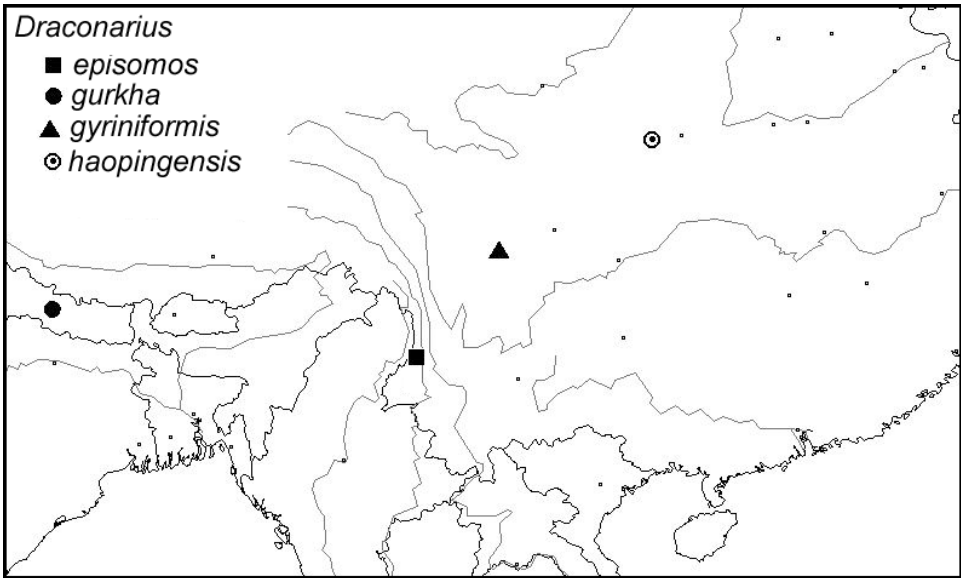 Draconarius
episomos
gurkha
gyriniformis
haopingensis